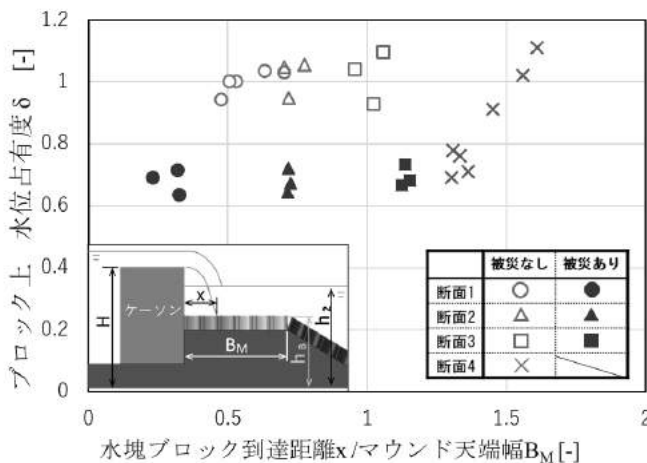 ブロック上 水位占有度 δ [-]
1.2
1
0.8
0.6
0.4
0.2
0
0
0.5
1
1.5
2
水塊ブロック到達距離x/マウンド天端幅BM[-]
ケーソン
H
x
BM
h3
h2
被災なし 被災あり
断面1
断面2
断面3
断面4